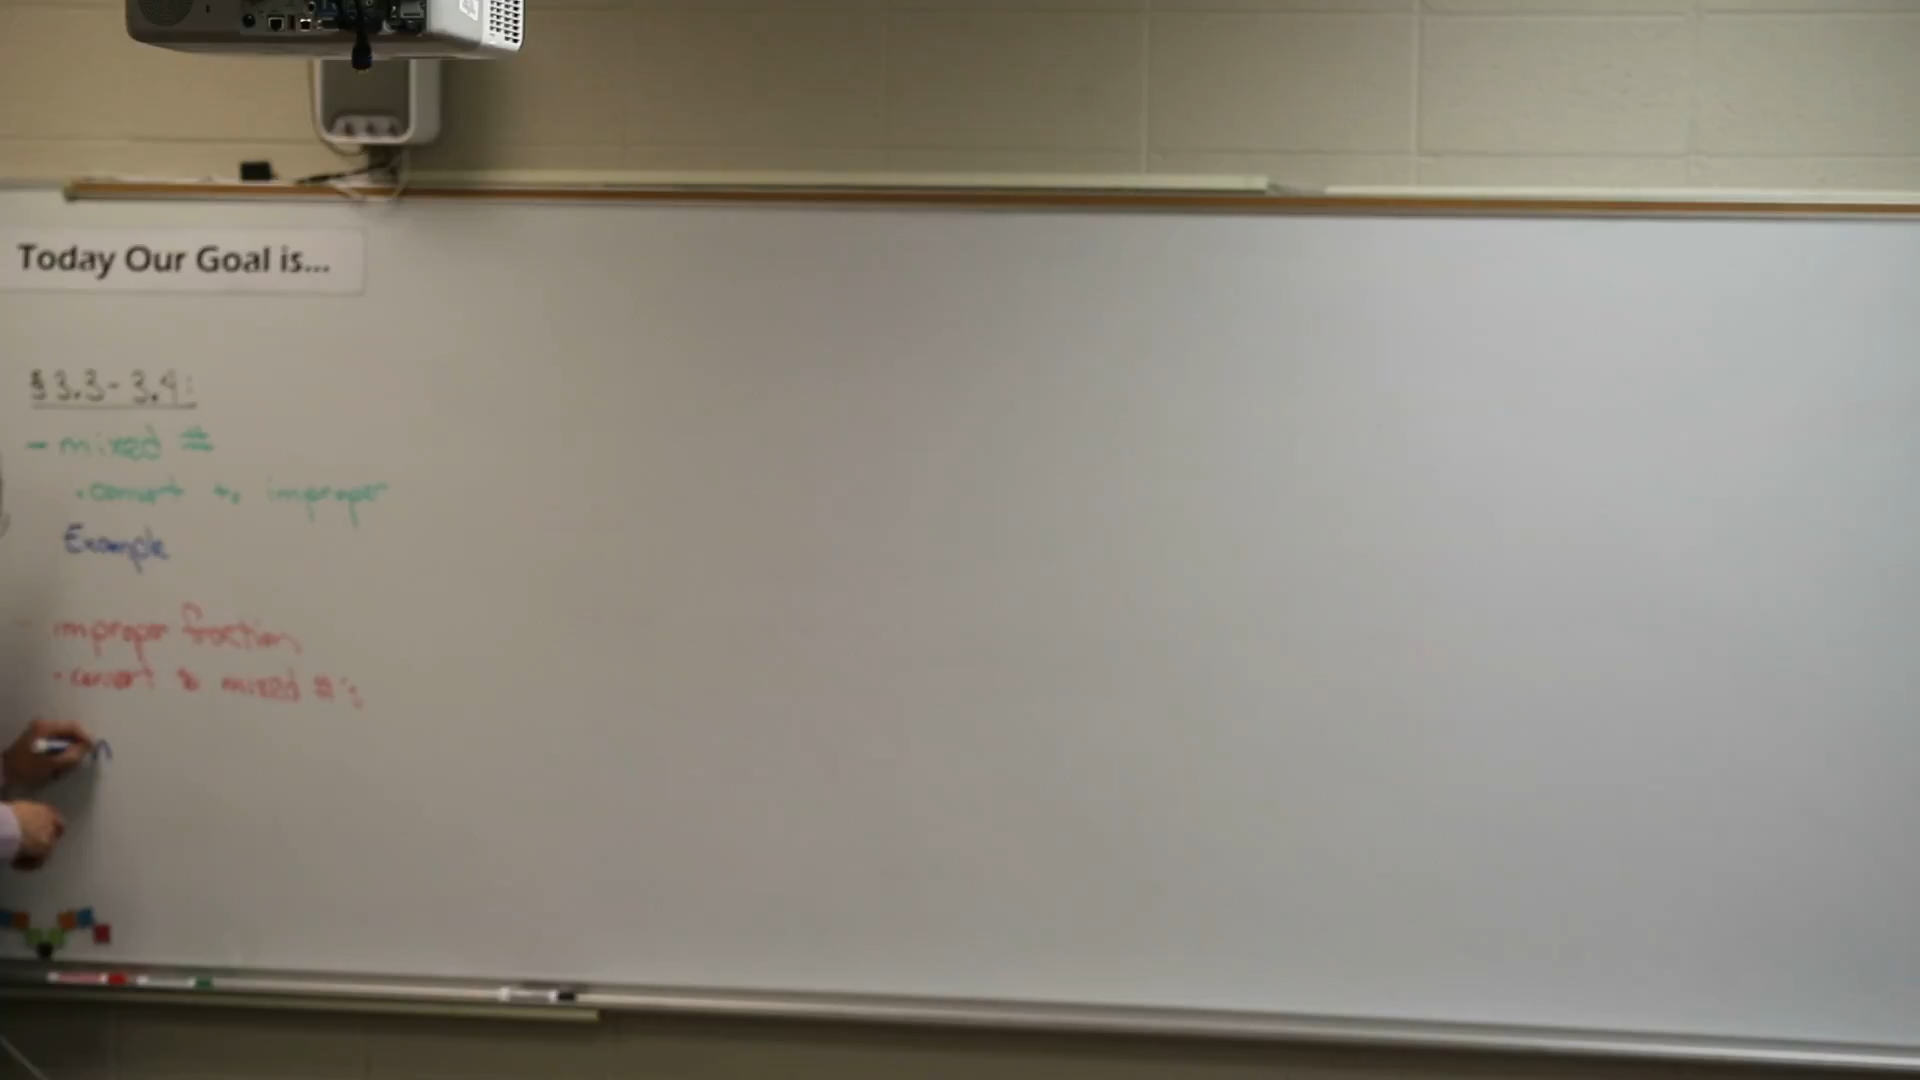 Today Our Goal is...
§ 3.3 - 3.4:
- mixed #
• convert to improper
Example
- improper fraction
• convert to mixed #'s